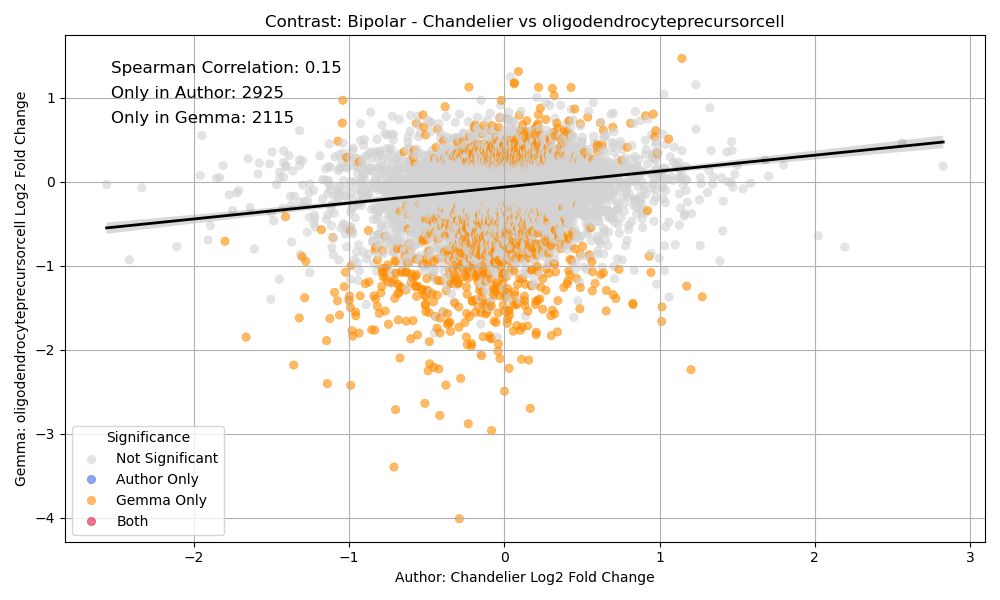 Contrast: Bipolar - Chandelier vs oligodendrocyteprecursorcell
Spearman Correlation: 0.15
Only in Author: 2925
Only in Gemma: 2115
Gemma: oligodendrocyteprecursorcell Log2 Fold Change
1
0
−1
−2
−3
−4
Significance
Not Significant
Author Only
Gemma Only
Both
−2
−1
0
1
2
3
Author: Chandelier Log2 Fold Change